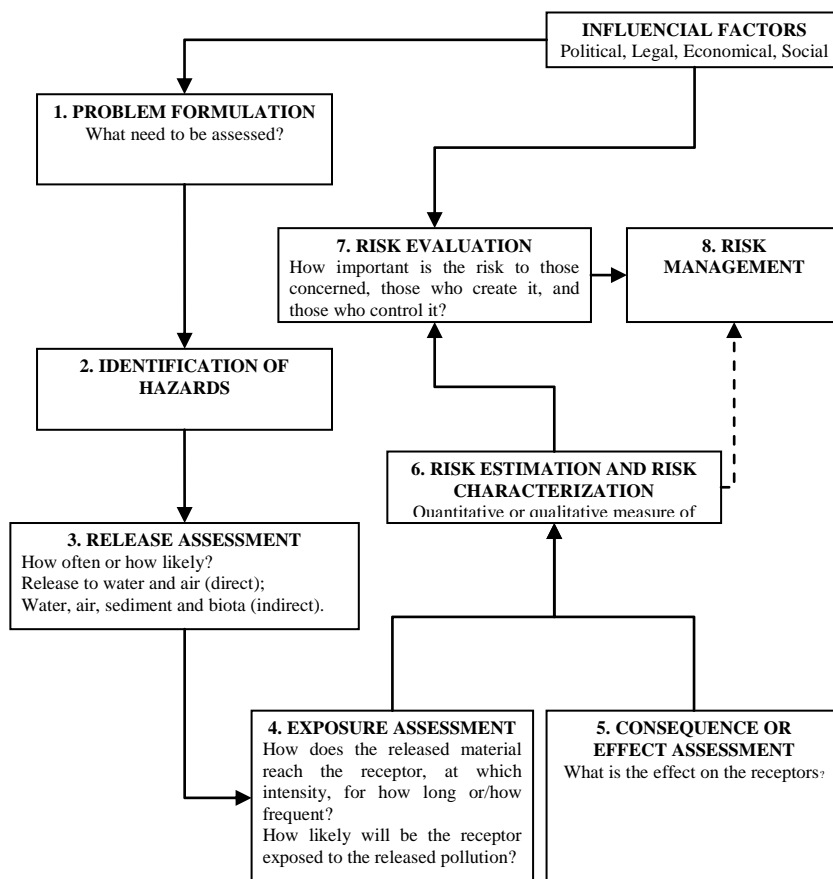 INFLUENCIAL FACTORS
Political, Legal, Economical, Social
1. PROBLEM FORMULATION
What need to be assessed?
7. RISK EVALUATION
How important is the risk to those
concerned, those who create it, and
those who control it?
8. RISK
MANAGEMENT
2. IDENTIFICATION OF
HAZARDS
6. RISK ESTIMATION AND RISK
CHARACTERIZATION
Quantitative or qualitative measure of
3. RELEASE ASSESSMENT
How often or how likely?
Release to water and air (direct);
Water, air, sediment and biota (indirect).
4. EXPOSURE ASSESSMENT
How does the released material
reach the receptor, at which
intensity, for how long or/how
frequent?
How likely will be the receptor
exposed to the released pollution?
5. CONSEQUENCE OR
EFFECT ASSESSMENT
What is the effect on the receptors?